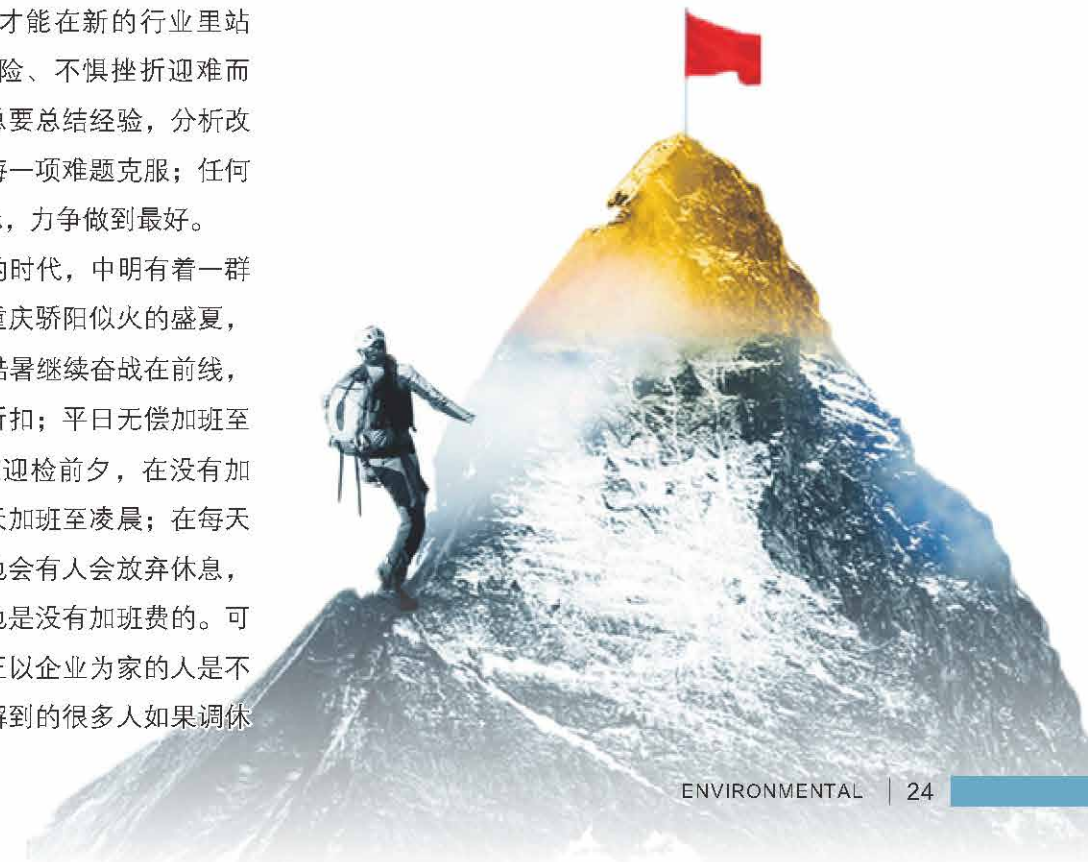 才能在新的行业里站
险、不惧挫折迎难而
要总结经验，分析改
每一项难题克服；任何
，力争做到最好。
的时代，中明有着一群
重庆骄阳似火的盛夏，
酷暑继续奋战在前线，
折扣；平日无偿加班至
迎检前夕，在没有加
天加班至凌晨；在每天
也会有人会放弃休息，
也是没有加班费的。可
正以企业为家的人是不
解到的很多人如果调休
ENVIRONMENTAL | 24